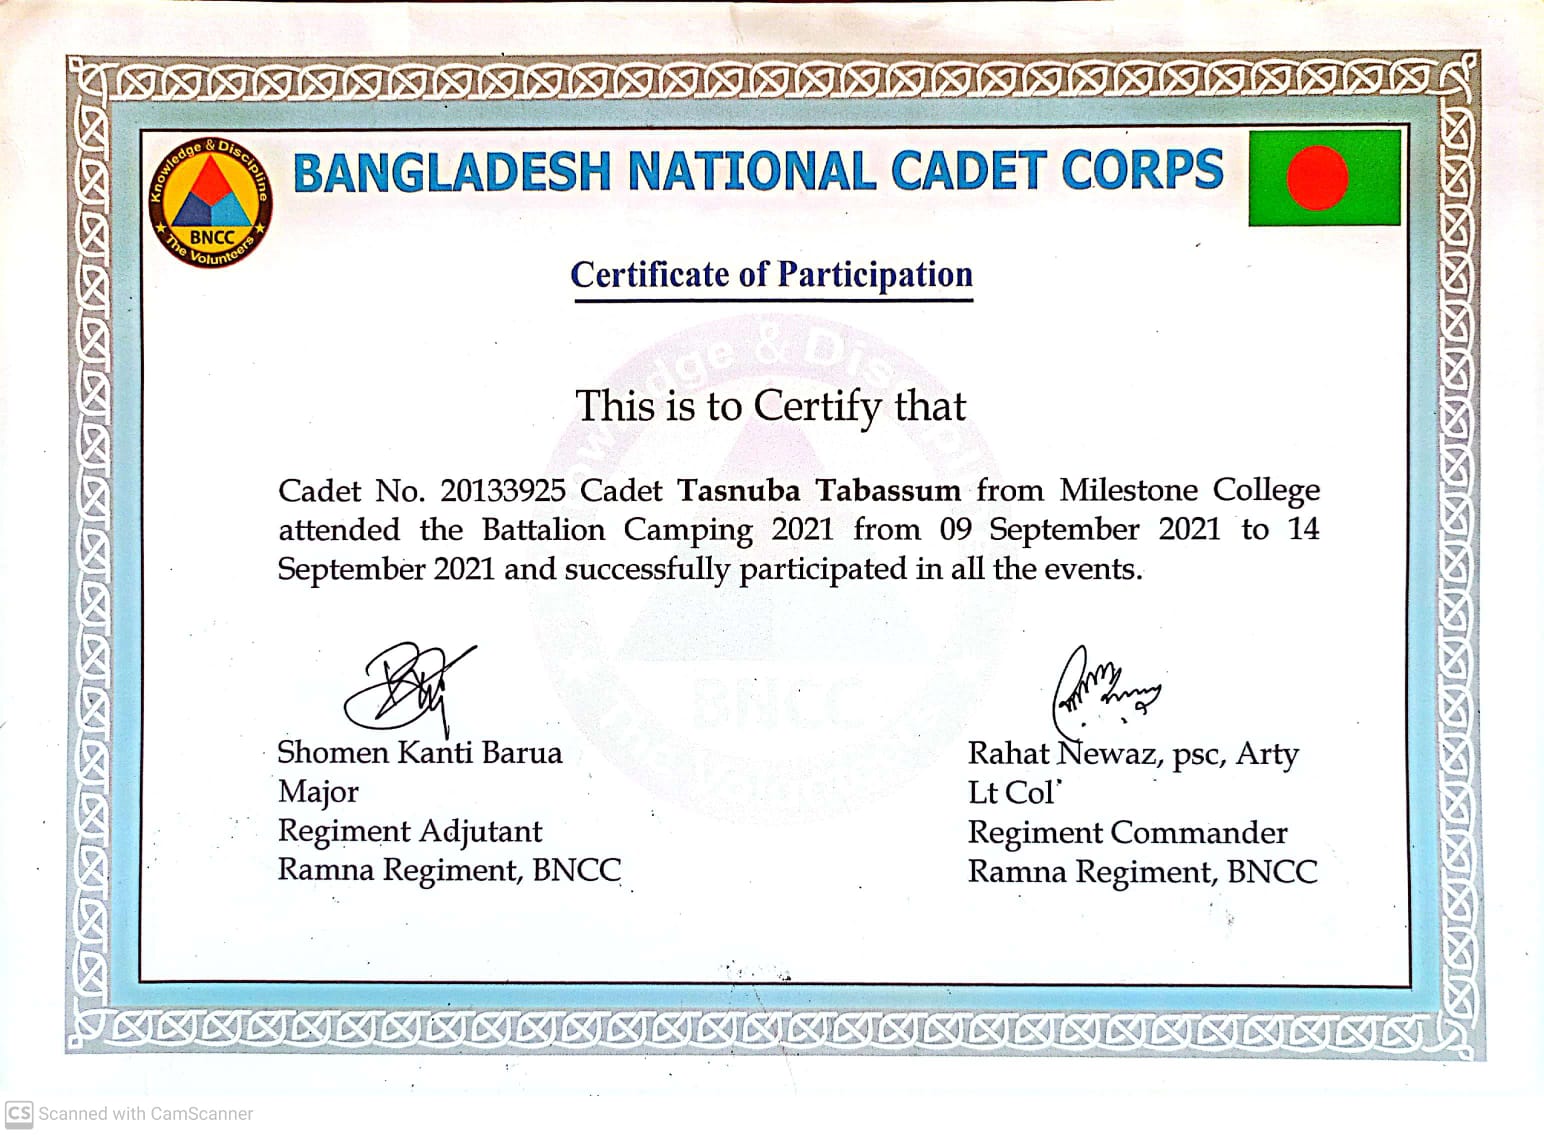 Knowledge & Discipline
BNCC
The Volunteers
BANGLADESH NATIONAL CADET CORPS
Certificate of Participation
This is to Certify that
Cadet No. 20133925 Cadet Tasnuba Tabassum from Milestone College
attended the Battalion Camping 2021 from 09 September 2021 to 14
September 2021 and successfully participated in all the events.
Shomen Kanti Barua
Major
Regiment Adjutant
Ramna Regiment, BNCC
Rahat Newaz, psc, Arty
Lt Col
Regiment Commander
Ramna Regiment, BNCC
BNCC
CS Scanned with CamScanner